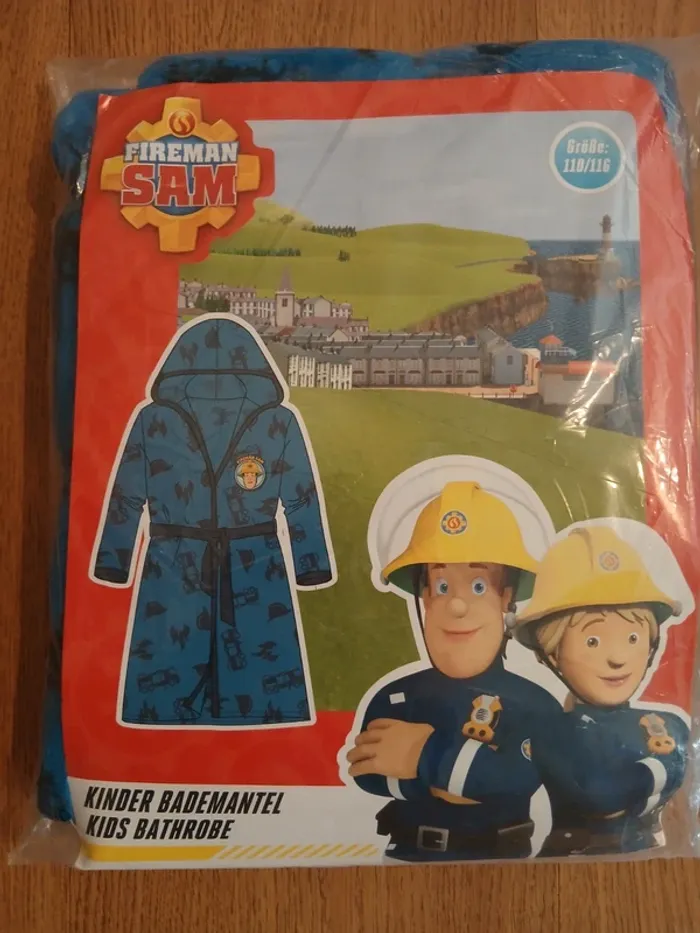 FIREMAN
SAM
Größe:
110/116
KINDER BADEMANTEL
KIDS BATHROBE